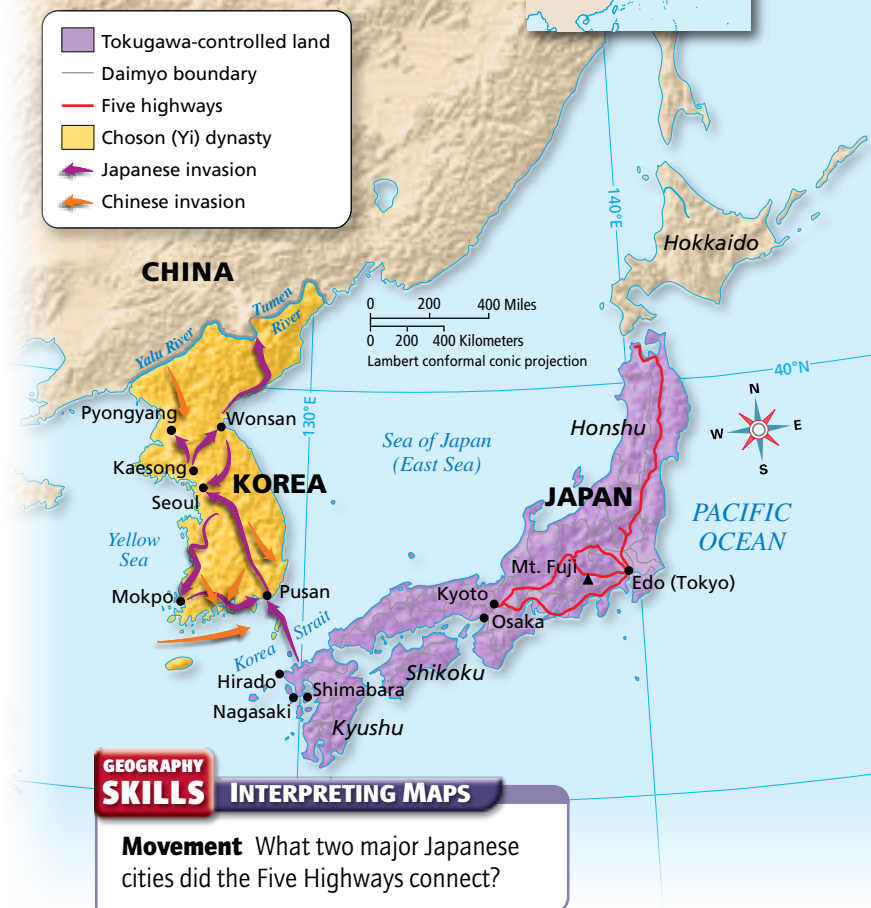 Tokugawa-controlled land
Daimyo boundary
Five highways
Choson (Yi) dynasty
Japanese invasion
Chinese invasion
140°E
Hokkaido
CHINA
Tumen
River
Yalu River
0 200 400 Miles
0 200 400 Kilometers
Lambert conformal conic projection
40°N
130°E
N
W E
S
Pyongyang
Wonsan
Honshu
Sea of Japan
(East Sea)
Kaesong
KOREA
Seoul
JAPAN
PACIFIC
OCEAN
Yellow
Sea
Mt. Fuji
Edo (Tokyo)
Mokpo
Pusan
Kyoto
Osaka
Korea Strait
Shikoku
Hirado
Shimabara
Nagasaki
Kyushu
GEOGRAPHY
SKILLS INTERPRETING MAPS
Movement What two major Japanese
cities did the Five Highways connect?